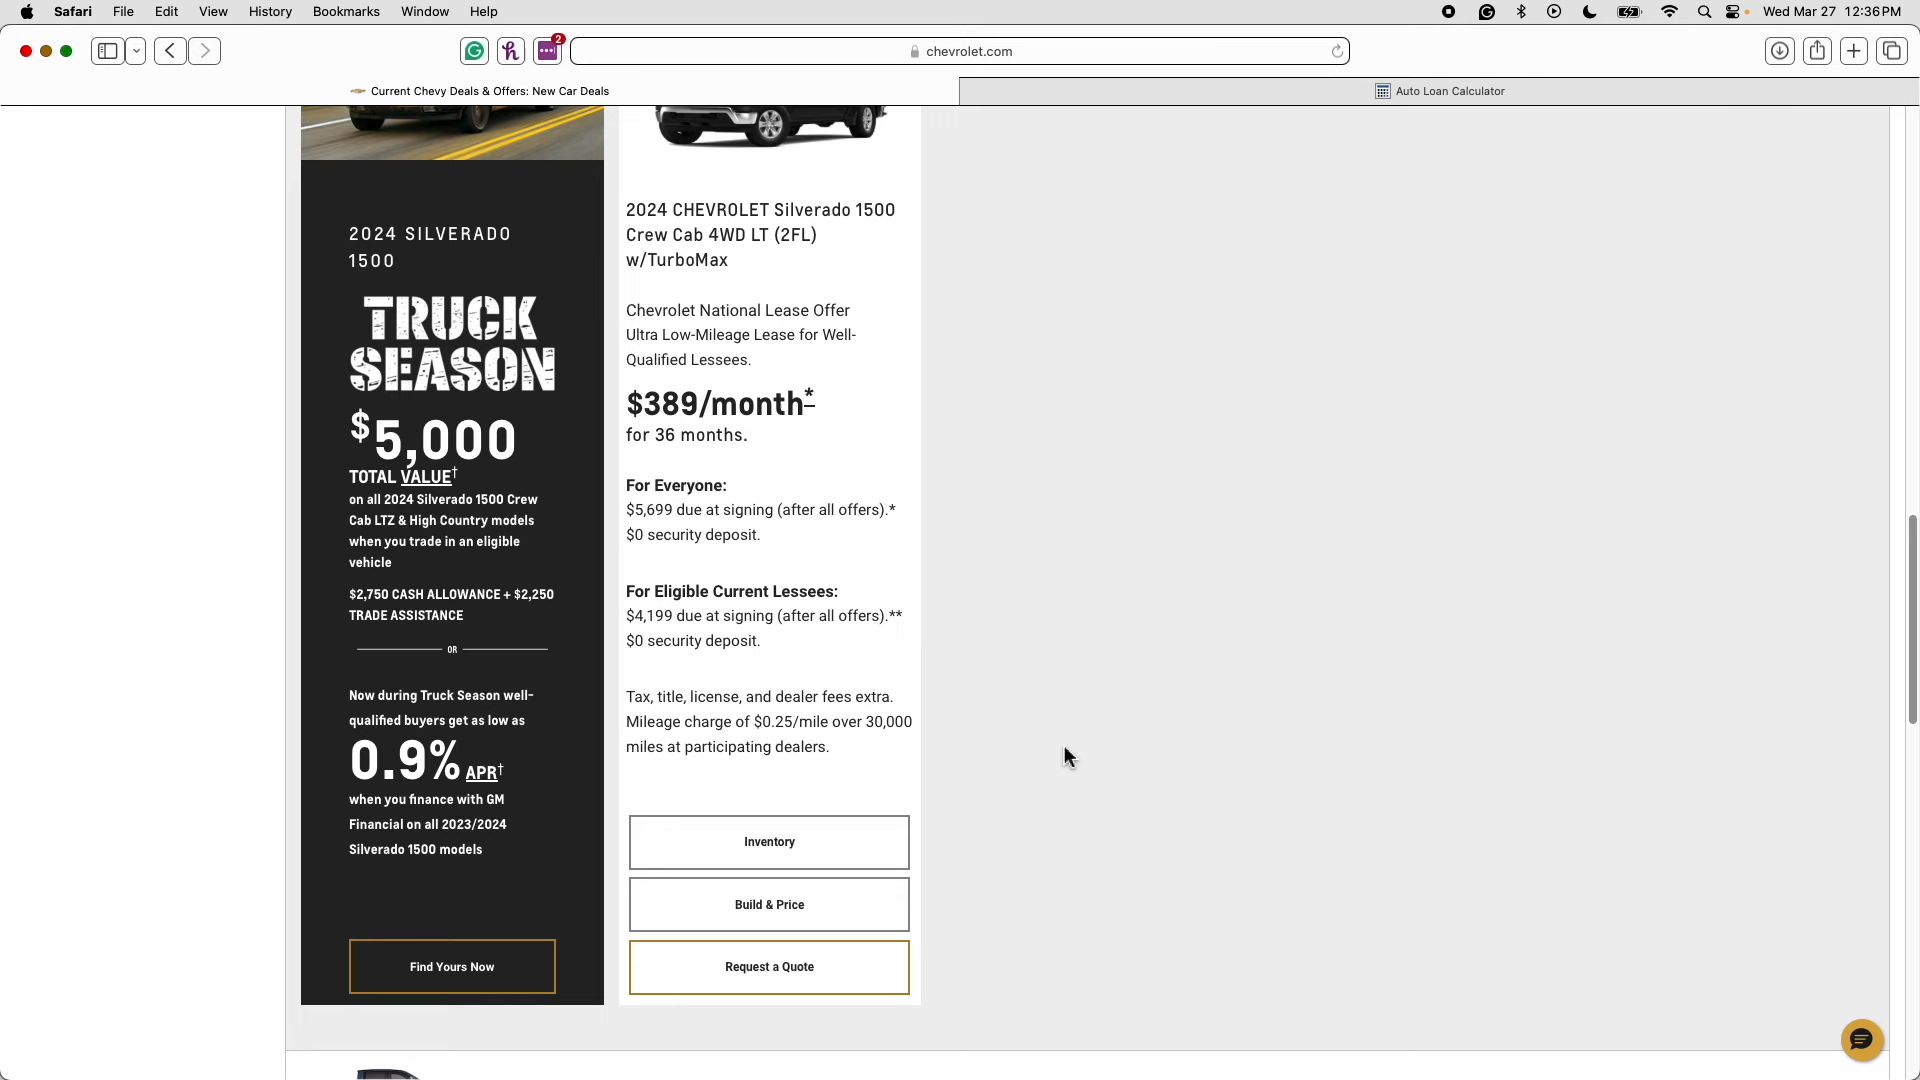 Safari File Edit View History Bookmarks Window Help
Wed Mar 27 12:36 PM
2
chevrolet.com
Current Chevy Deals & Offers: New Car Deals
Auto Loan Calculator
2024 SILVERADO
1500
TRUCK
SEASON
$5,000
TOTAL VALUE†
on all 2024 Silverado 1500 Crew
Cab LTZ & High Country models
when you trade in an eligible
vehicle
$2,750 CASH ALLOWANCE + $2,250
TRADE ASSISTANCE
OR
Now during Truck Season well-
qualified buyers get as low as
0.9% APR†
when you finance with GM
Financial on all 2023/2024
Silverado 1500 models
Find Yours Now
2024 CHEVROLET Silverado 1500
Crew Cab 4WD LT (2FL)
w/TurboMax
Chevrolet National Lease Offer
Ultra Low-Mileage Lease for Well-
Qualified Lessees.
$389/month*
for 36 months.
For Everyone:
$5,699 due at signing (after all offers).*
$0 security deposit.
For Eligible Current Lessees:
$4,199 due at signing (after all offers).**
$0 security deposit.
Tax, title, license, and dealer fees extra.
Mileage charge of $0.25/mile over 30,000
miles at participating dealers.
Inventory
Build & Price
Request a Quote